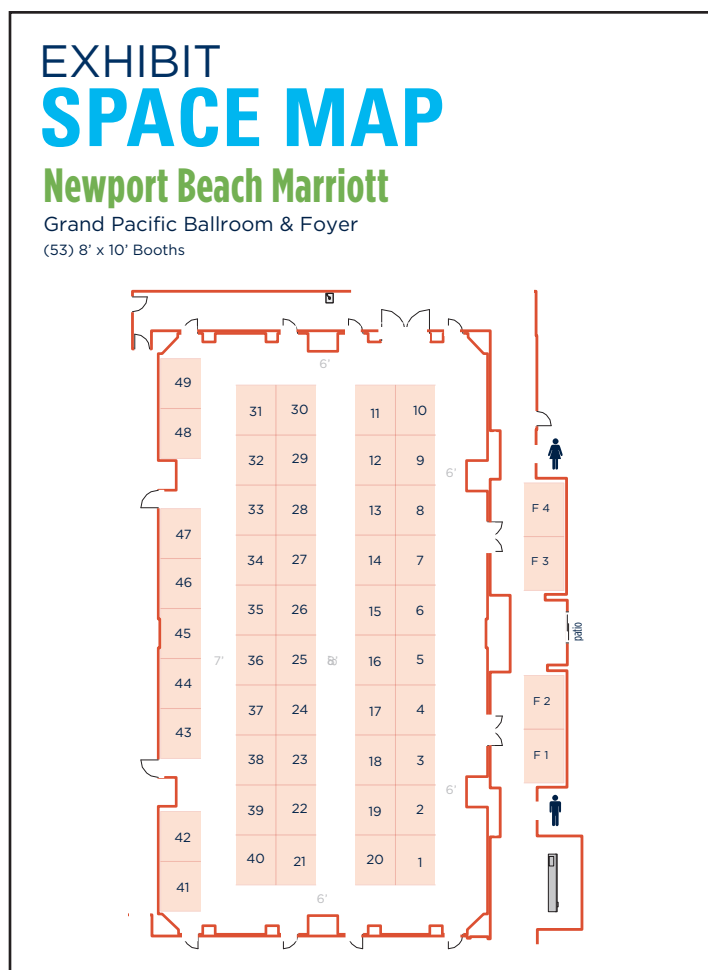 EXHIBIT
SPACE MAP
Newport Beach Marriott
Grand Pacific Ballroom & Foyer
(53) 8' x 10' Booths
6'
49
31 30 11 10
48
32 29 12 9
6'
33 28 13 8
F 4
47
34 27 14 7
F 3
46
35 26 15 6
45
patio
7'
36 25 16 5
44
37 24 17 4
F 2
43
38 23 18 3
F 1
6'
39 22 19 2
42
40 21 20 1
41
6'